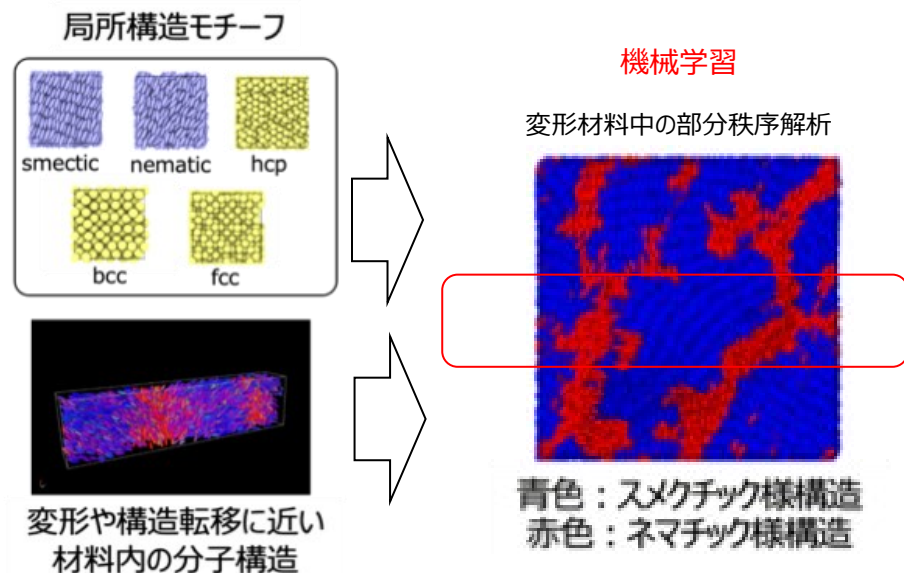 局所構造モチーフ
smectic
nematic
hcp
bcc
fcc
変形や構造転移に近い
材料内の分子構造
機械学習
変形材料中の部分秩序解析
青色：スメクチック様構造
赤色：ネマチック様構造